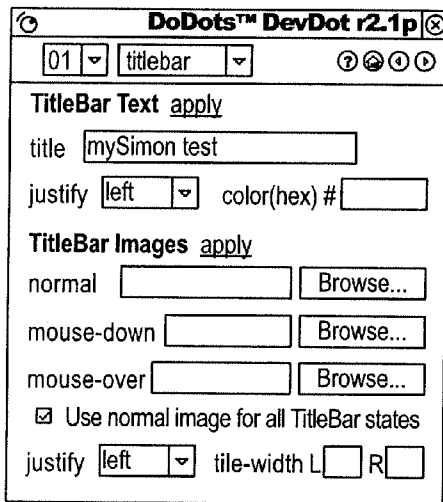 DoDots™ DevDot r2.1p
01 titlebar ?
TitleBar Text apply
title mySimon test
justify left color(hex) #
TitleBar Images apply
normal Browse...
mouse-down Browse...
mouse-over Browse...
Use normal image for all TitleBar states
justify left tile-width L R